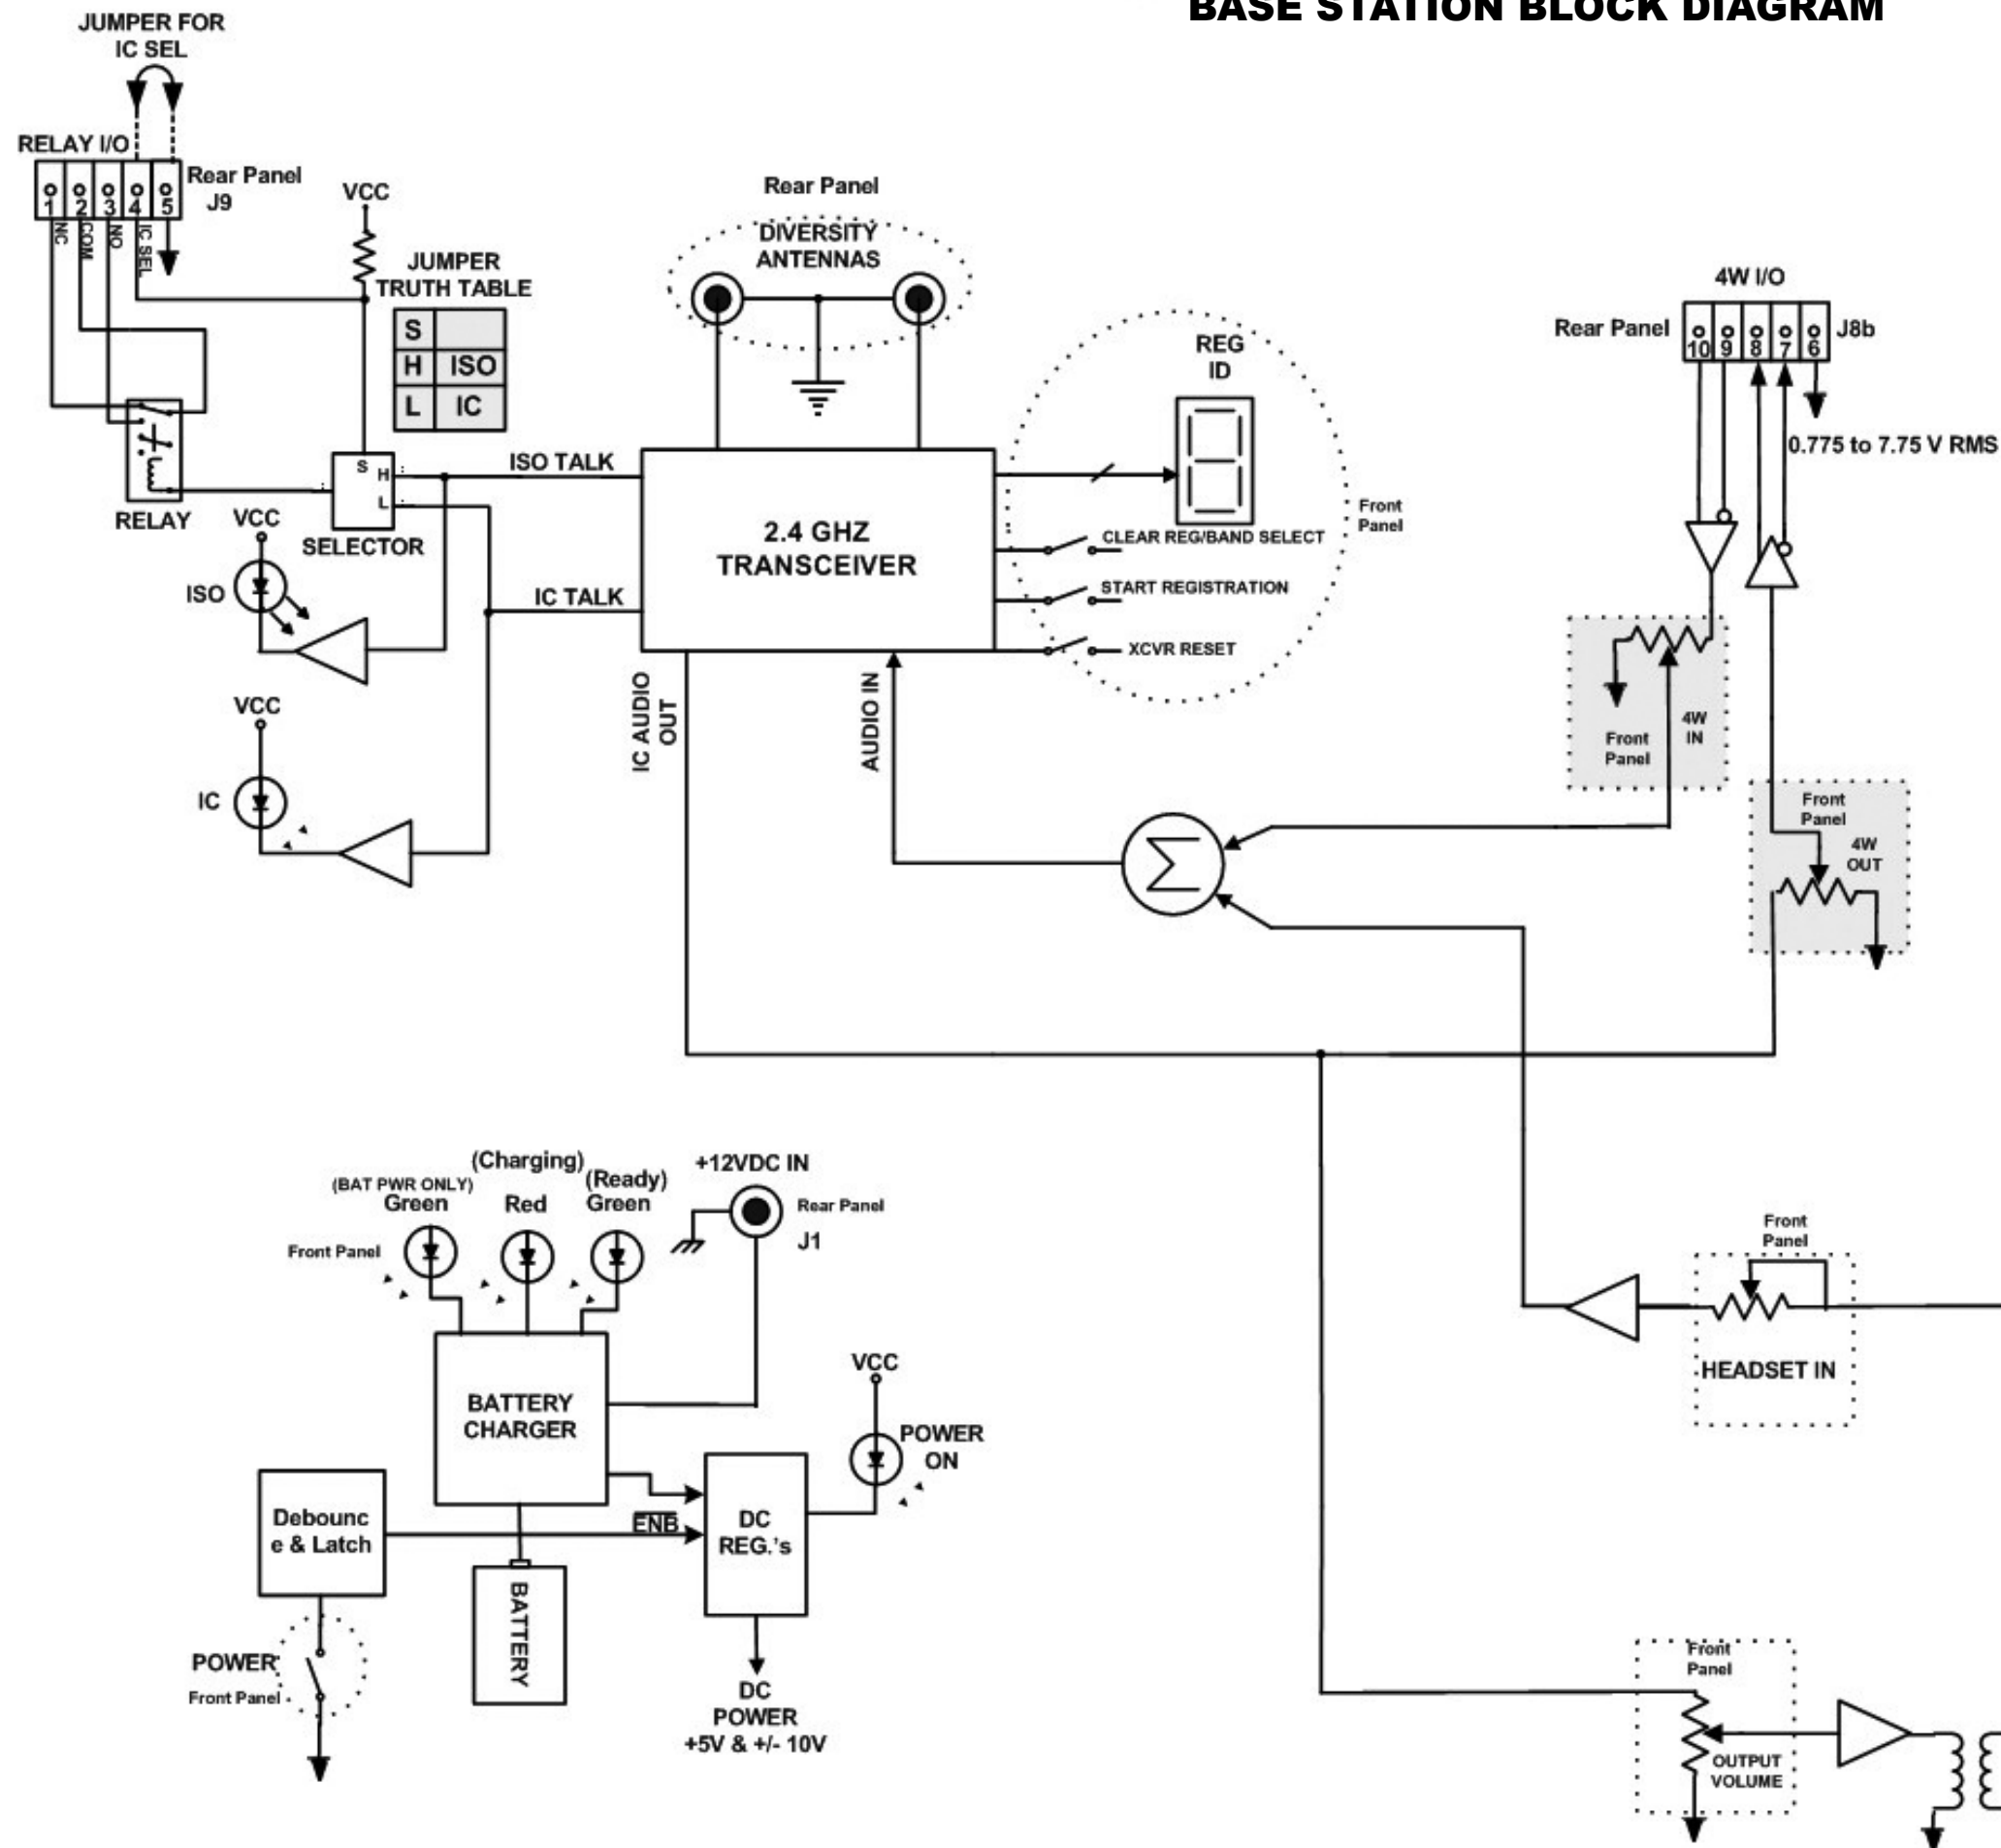 BASE STATION BLOCK DIAGRAM
JUMPER FOR
IC SEL
RELAY I/O
1 2 3 4 5
Rear Panel
J9
NC
COM
NO
IC SEL
VCC
JUMPER
TRUTH TABLE
S
H ISO
L IC
RELAY
S
H
L
SELECTOR
VCC
ISO
VCC
IC
ISO TALK
IC TALK
Rear Panel
DIVERSITY
ANTENNAS
2.4 GHZ
TRANSCEIVER
REG
ID
Front
Panel
CLEAR REG/BAND SELECT
START REGISTRATION
XCVR RESET
IC AUDIO
OUT
AUDIO IN
Σ
4W I/O
Rear Panel
10 9 8 7 6
J8b
0.775 to 7.75 V RMS
4W
IN
Front
Panel
Front
Panel
4W
OUT
(Charging)
(BAT PWR ONLY)
Green
Red
(Ready)
Green
Front Panel
+12VDC IN
Rear Panel
J1
BATTERY
CHARGER
VCC
POWER
ON
Debounc
e & Latch
ENB
DC
REG.'s
BATTERY
POWER
Front Panel
DC
POWER
+5V & +/- 10V
Front
Panel
HEADSET IN
Front
Panel
OUTPUT
VOLUME